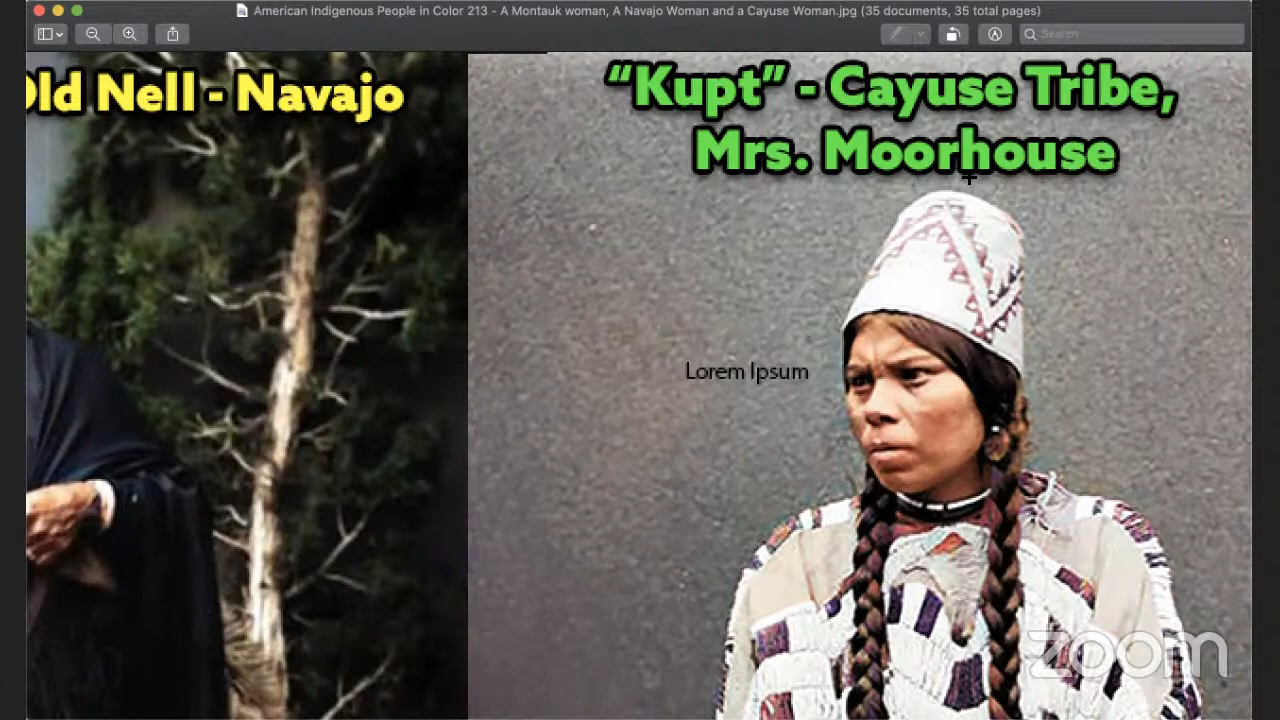 American Indigenous People in Color 213 - A Montauk woman, A Navajo Woman and a Cayuse Woman.jpg (35 documents, 35 total pages)
Search
Old Nell - Navajo
“Kupt” - Cayuse Tribe,
Mrs. Moorhouse
Lorem Ipsum
zoom